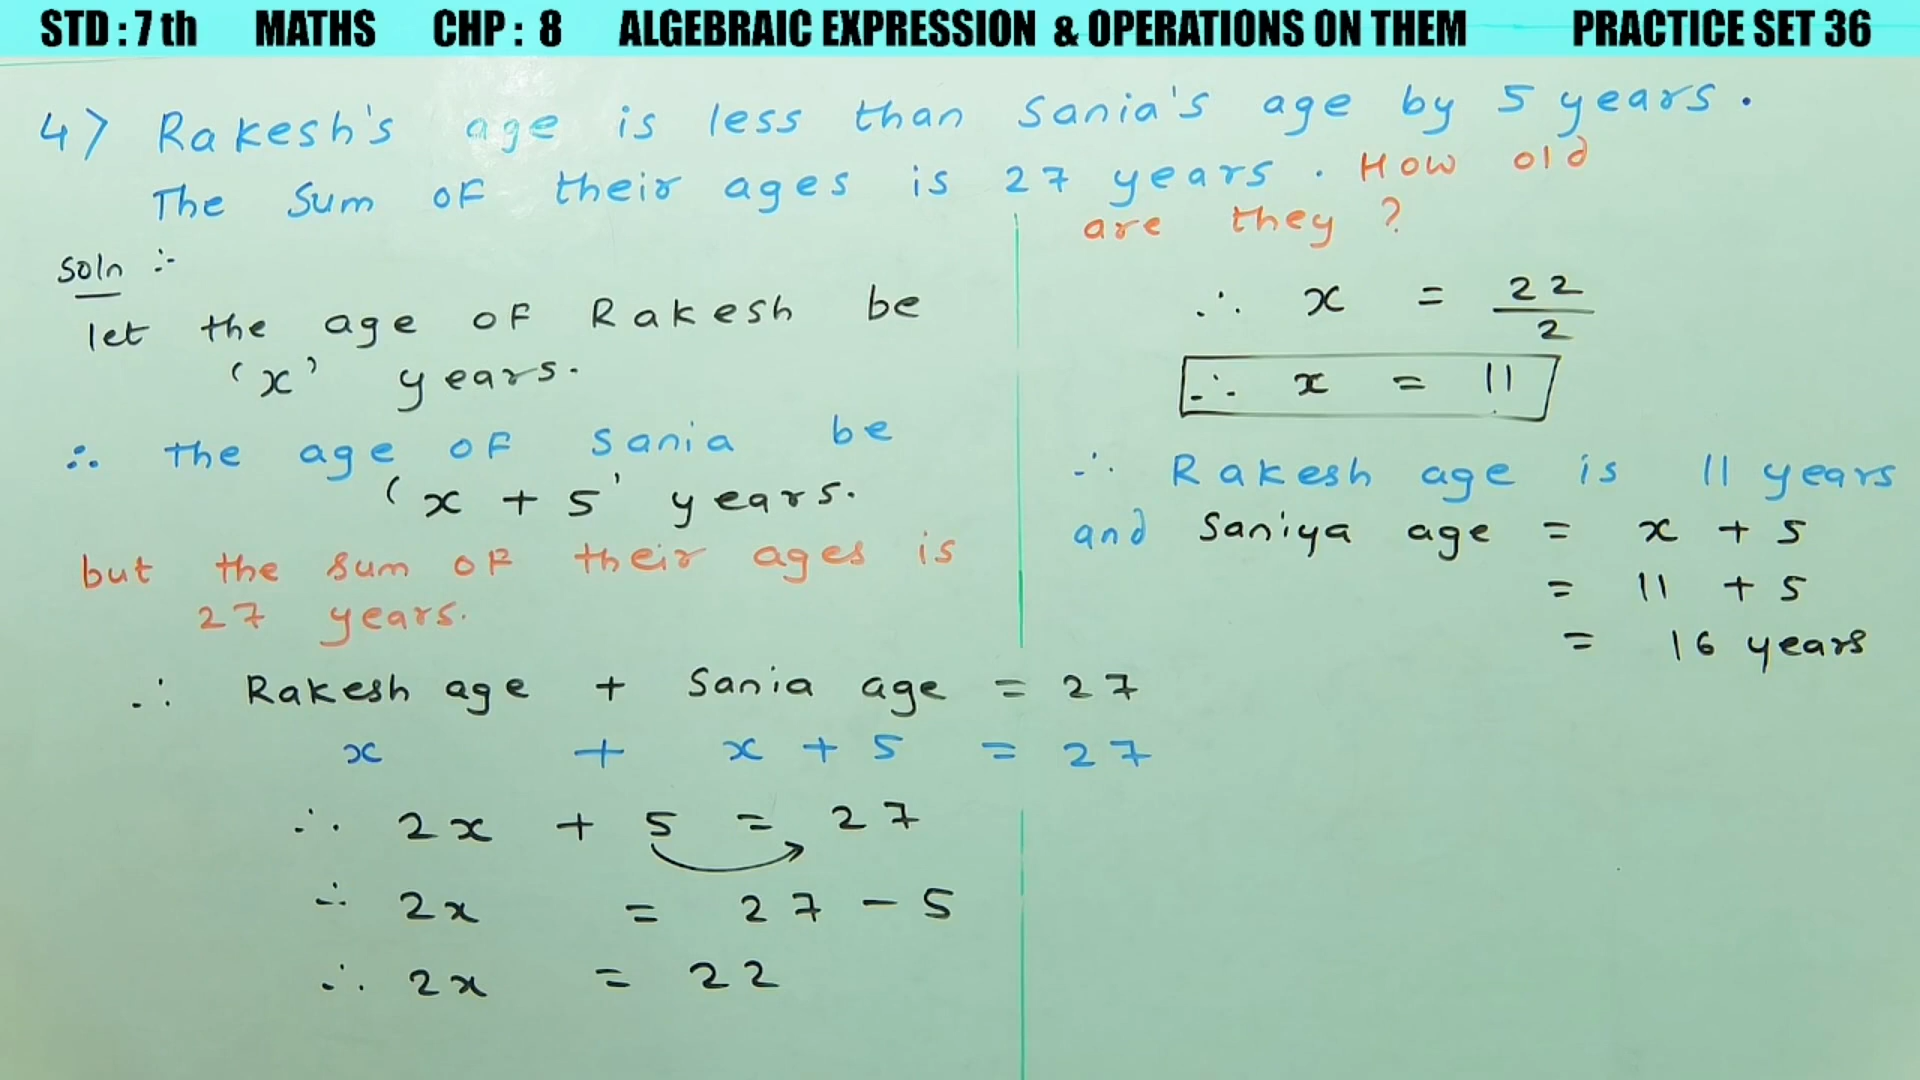 STD : 7 th MATHS CHP : 8 ALGEBRAIC EXPRESSION & OPERATIONS ON THEM PRACTICE SET 36
4) Rakesh's age is less than Sania's age by 5 years.
The sum of their ages is 27 years. How old
are they ?
Soln :-
let the age of Rakesh be
'x' years.
∴ the age of Sania be
'x + 5' years.
but the sum of their ages is
27 years.
∴ Rakesh age + Sania age = 27
x + x + 5 = 27
∴ 2x + 5 = 27
∴ 2x = 27 - 5
∴ 2x = 22
∴ x = 22/2
∴ x = 11
∴ Rakesh age is 11 years
and Saniya age = x + 5
= 11 + 5
= 16 years